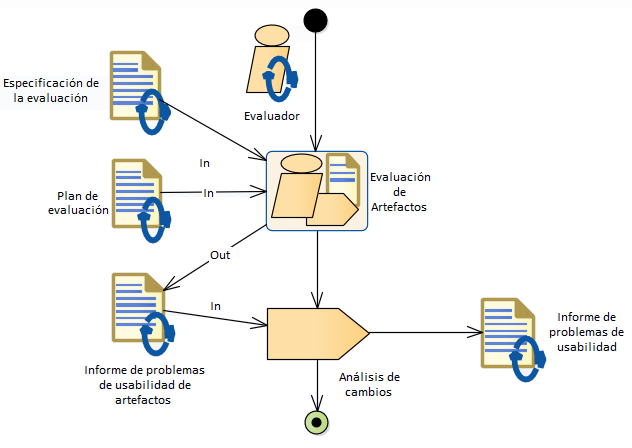 Especificación de
la evaluación
Evaluador
In
Evaluación
de
Artefactos
Plan de
evaluación
In
Out
In
Informe de problemas
de usabilidad de
artefactos
Análisis de
cambios
Informe de
problemas de
usabilidad